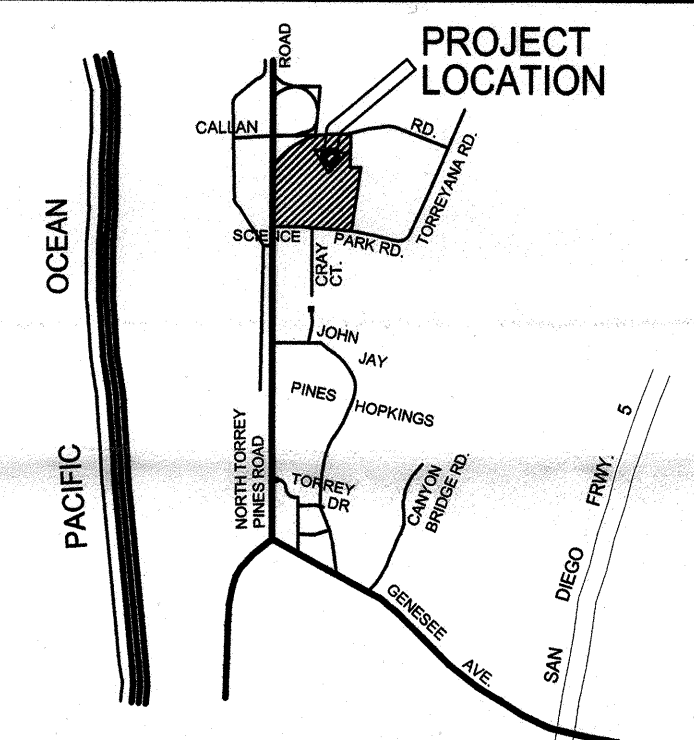 PROJECT
LOCATION
ROAD
CALLAN
RD.
TORREYANA RD.
SCIENCE
PARK RD.
CRAY
CT.
OCEAN
JOHN
JAY
PINES
HOPKINGS
5
NORTH TORREY
PINES ROAD
PACIFIC
TORREY
DR
CANYON
BRIDGE RD.
FRWY.
DIEGO
SAN
GENESEE
AVE.